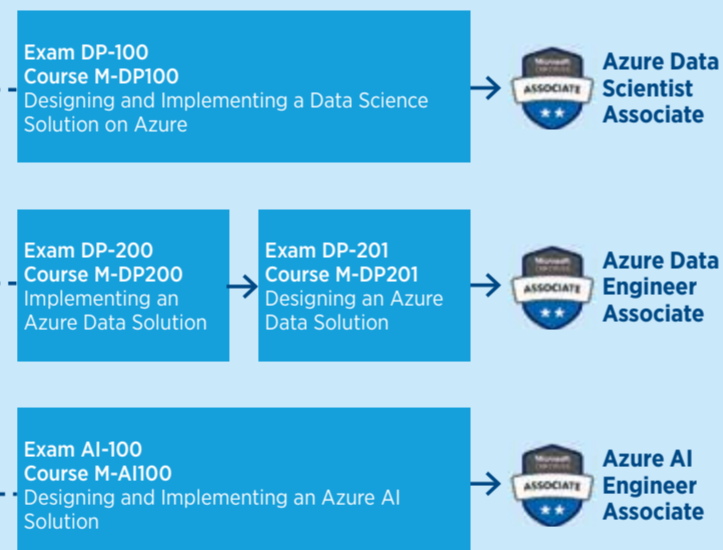 Exam DP-100
Course M-DP100
Designing and Implementing a Data Science
Solution on Azure
Microsoft
ASSOCIATE
Azure Data
Scientist
Associate
Exam DP-200
Course M-DP200
Implementing an
Azure Data Solution
Exam DP-201
Course M-DP201
Designing an Azure
Data Solution
Microsoft
ASSOCIATE
Azure Data
Engineer
Associate
Exam AI-100
Course M-AI100
Designing and Implementing an Azure AI
Solution
Microsoft
ASSOCIATE
Azure AI
Engineer
Associate